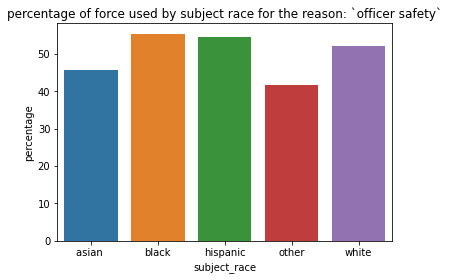 percentage of force used by subject race for the reason: `officer safety`
percentage
50
40
30
20
10
0
asian
black
hispanic
other
white
subject_race